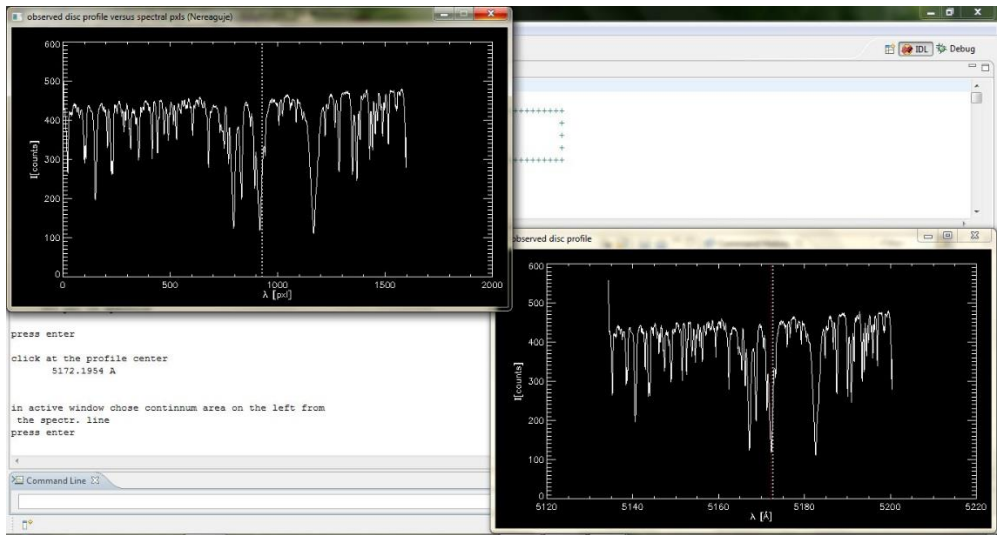 observed disc profile versus spectral pxls (Nereaguje)
IDL Debug
600
500
400
300
200
100
0
I[counts]
0 500 1000 1500 2000
λ [pxl]
++++++++++
+
+
+
++++++++++
press enter
click at the profile center
5172.1954 A
in active window chose continnum area on the left from
the spectr. line
press enter
Command Line
observed disc profile
600
500
400
300
200
100
0
I[counts]
5120 5140 5160 5180 5200 5220
λ [Å]